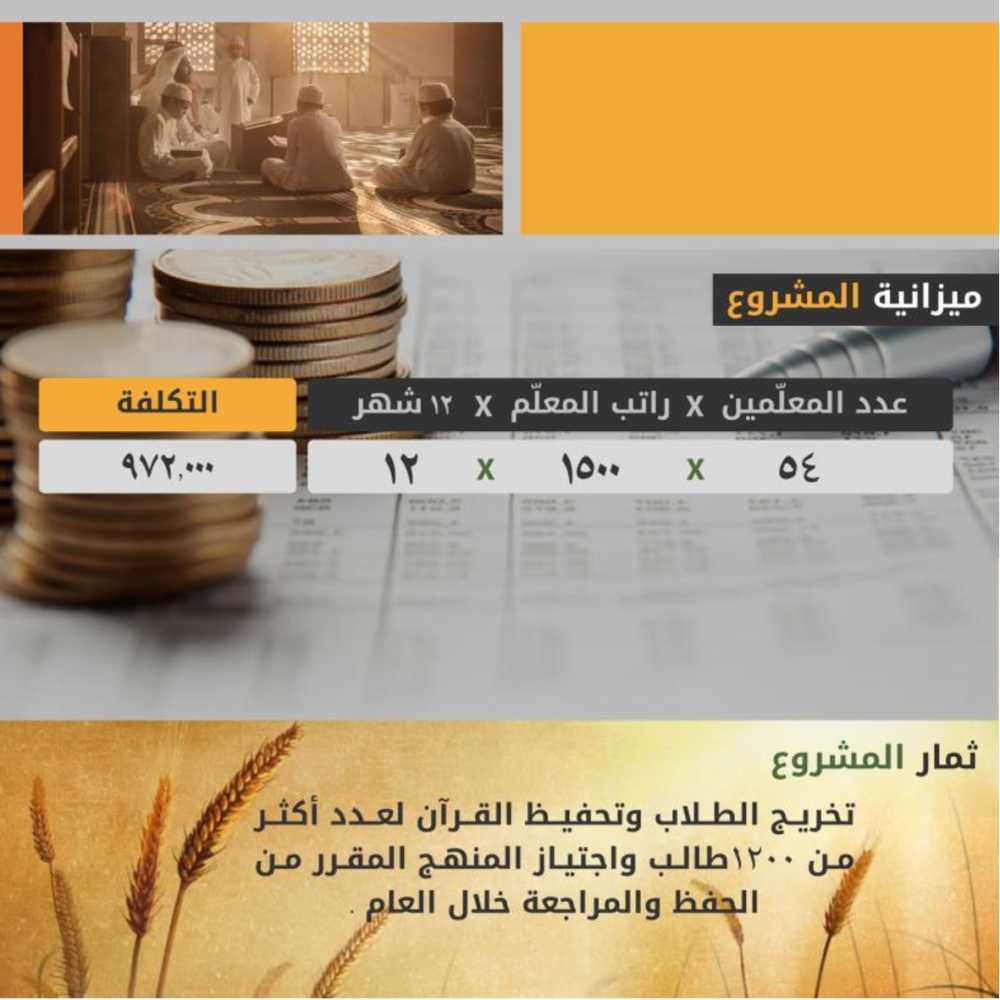 ميزانية المشروع
عدد المعلّمين X راتب المعلّم X ١٢ شهر
التكلفة
٥٤ X ١٥٠٠ X ١٢
٩٧٢,٠٠٠
ثمار المشروع
تخريج الطلاب وتحفيظ القرآن لعدد أكثر
من ١٢٠٠طالب واجتياز المنهج المقرر من
الحفظ والمراجعة خلال العام .